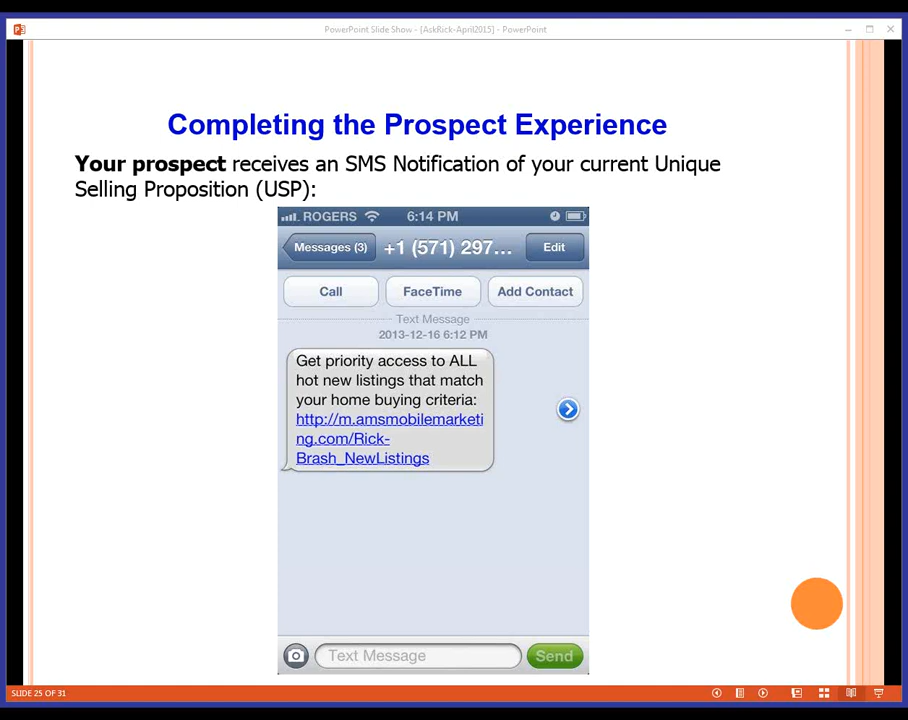 PowerPoint Slide Show - [AskRick-April2015] - PowerPoint
Completing the Prospect Experience
Your prospect receives an SMS Notification of your current Unique
Selling Proposition (USP):
ROGERS 6:14 PM
Messages (3) +1 (571) 297... Edit
Call FaceTime Add Contact
Text Message
2013-12-16 6:12 PM
Get priority access to ALL
hot new listings that match
your home buying criteria:
http://m.amsmobilemarketi
ng.com/Rick-
Brash_NewListings
Text Message Send
SLIDE 25 OF 31